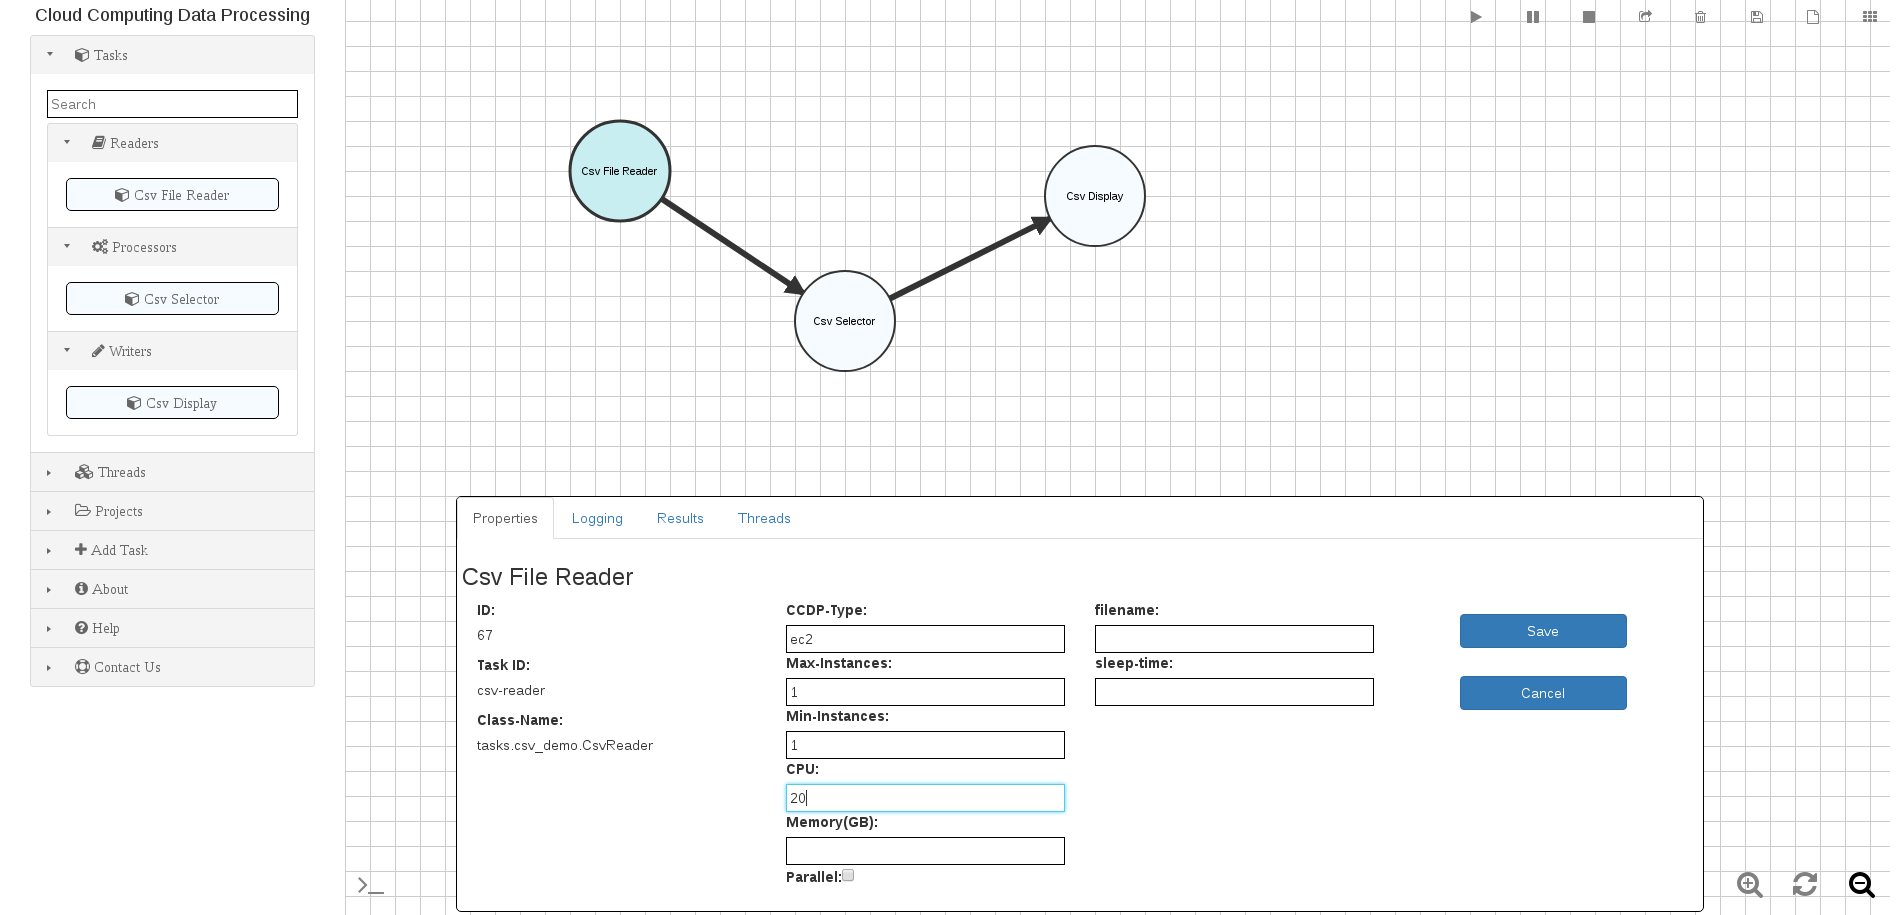 Cloud Computing Data Processing
Tasks
Search
Readers
Csv File Reader
Processors
Csv Selector
Writers
Csv Display
Threads
Projects
Add Task
About
Help
Contact Us
Csv File Reader
Csv Display
Csv Selector
Properties Logging Results Threads
Csv File Reader
ID:
67
Task ID:
csv-reader
Class-Name:
tasks.csv_demo.CsvReader
CCDP-Type:
ec2
Max-Instances:
1
Min-Instances:
1
CPU:
20
Memory(GB):
Parallel:
filename:
sleep-time:
Save
Cancel